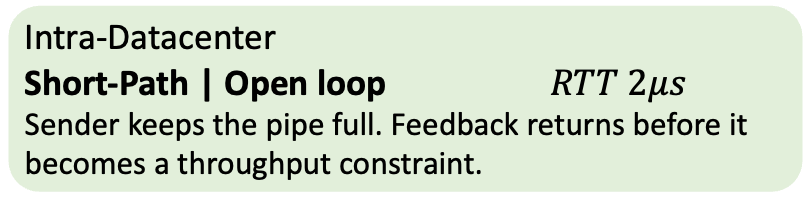 Intra-Datacenter
Short-Path | Open loop RTT 2μs
Sender keeps the pipe full. Feedback returns before it
becomes a throughput constraint.